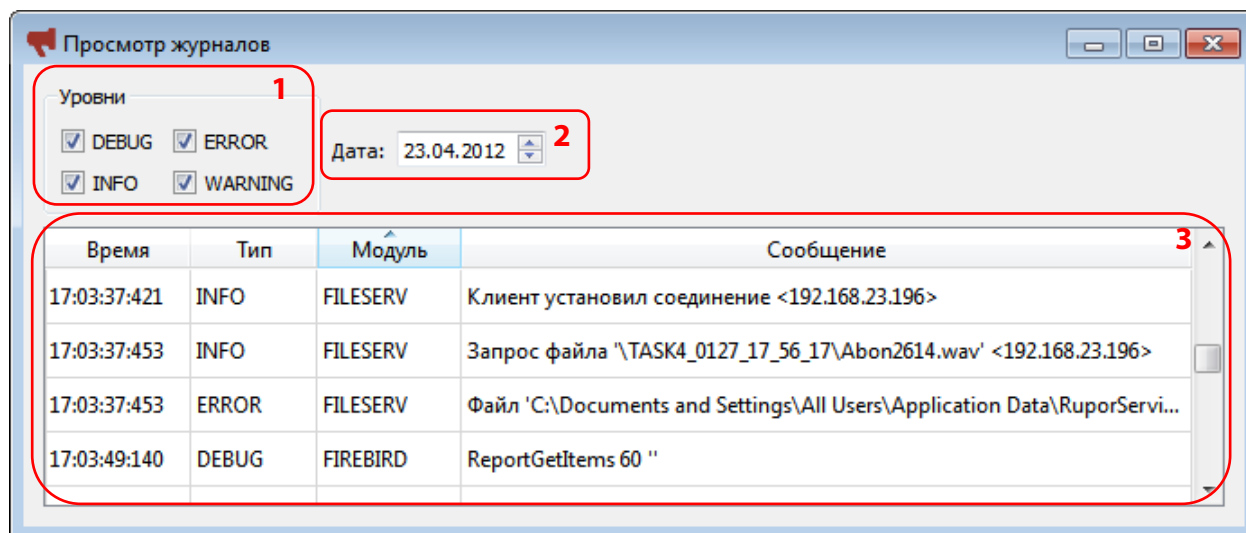 Просмотр журналов
1
Уровни
DEBUG ERROR
INFO WARNING
Дата: 23.04.2012 2
3
Время Тип Модуль Сообщение
17:03:37:421 INFO FILESERV Клиент установил соединение <192.168.23.196>
17:03:37:453 INFO FILESERV Запрос файла '\TASK4_0127_17_56_17\Abon2614.wav' <192.168.23.196>
17:03:37:453 ERROR FILESERV Файл 'C:\Documents and Settings\All Users\Application Data\RuporServi...
17:03:49:140 DEBUG FIREBIRD ReportGetItems 60 ''